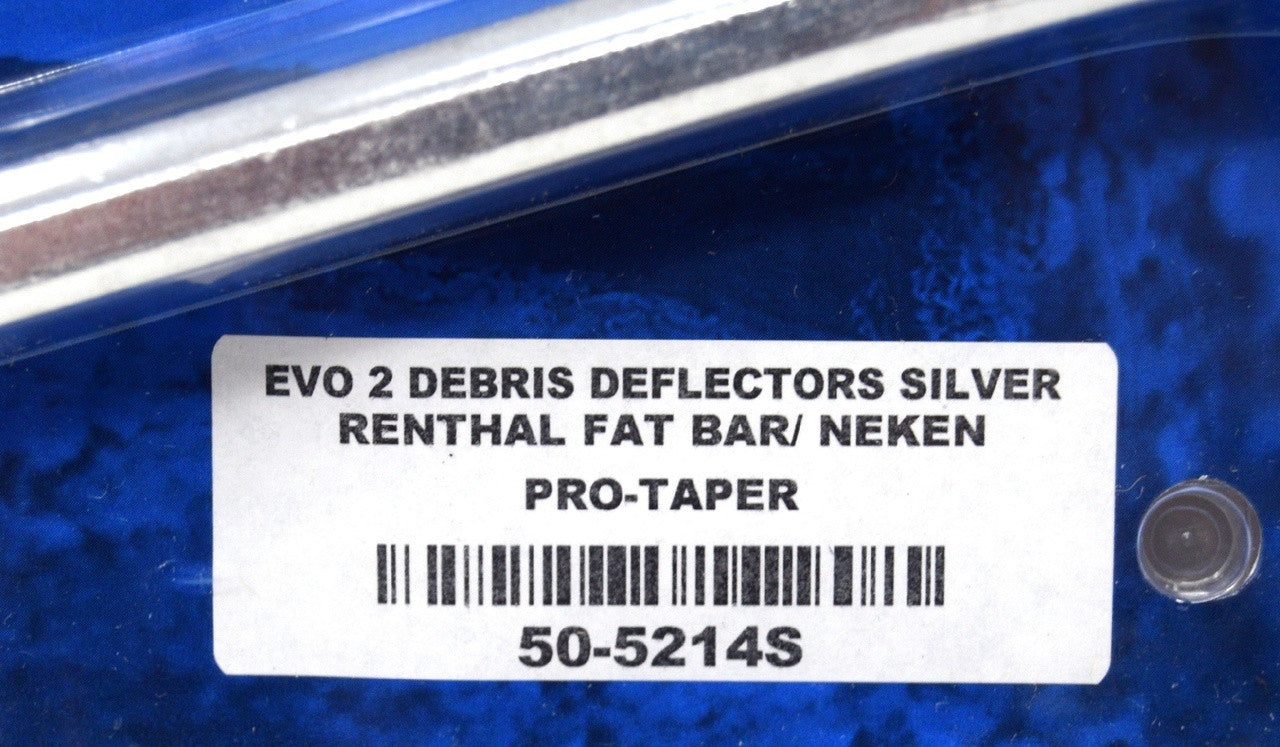 EVO 2 DEBRIS DEFLECTORS SILVER
RENTHAL FAT BAR/ NEKEN
PRO-TAPER
50-5214S